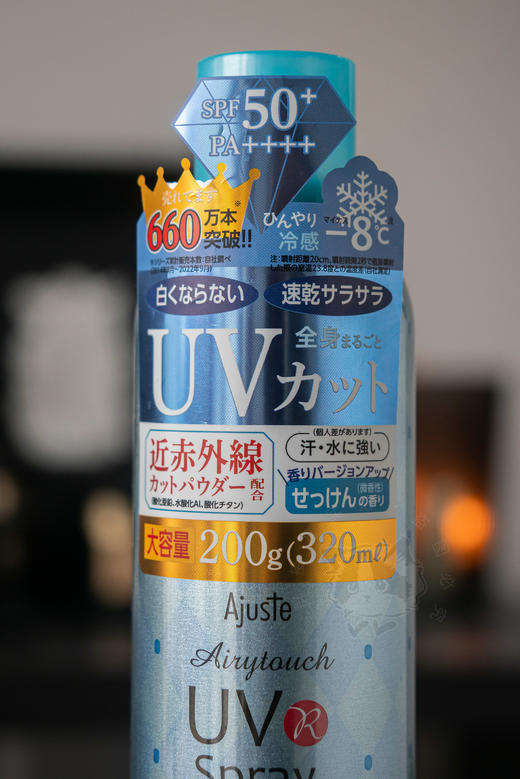 SPF50+
PA++++
売れてます
660万本
突破!!
※
ひんやり
冷感
マイナス
-8℃
白くならない
速乾サラサラ
全身まるごと
UVカット
近赤外線
カットパウダー
配合
(酸化亜鉛、水酸化Al、酸化チタン)
(個人差があります)
汗・水に強い
香りバージョンアップ
せっけんの香り
(微香性)
大容量 200g(320ml)
Ajuste
Airytouch
UV R
Spray